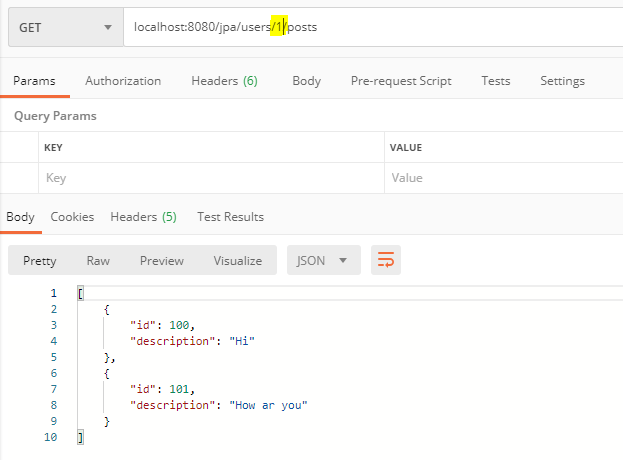 GET localhost:8080/jpa/users/1/posts
Params Authorization Headers (6) Body Pre-request Script Tests Settings
Query Params
KEY VALUE
Key Value
Body Cookies Headers (5) Test Results
Pretty Raw Preview Visualize JSON
1 [
2 {
3 "id": 100,
4 "description": "Hi"
5 },
6 {
7 "id": 101,
8 "description": "How ar you"
9 }
10 ]